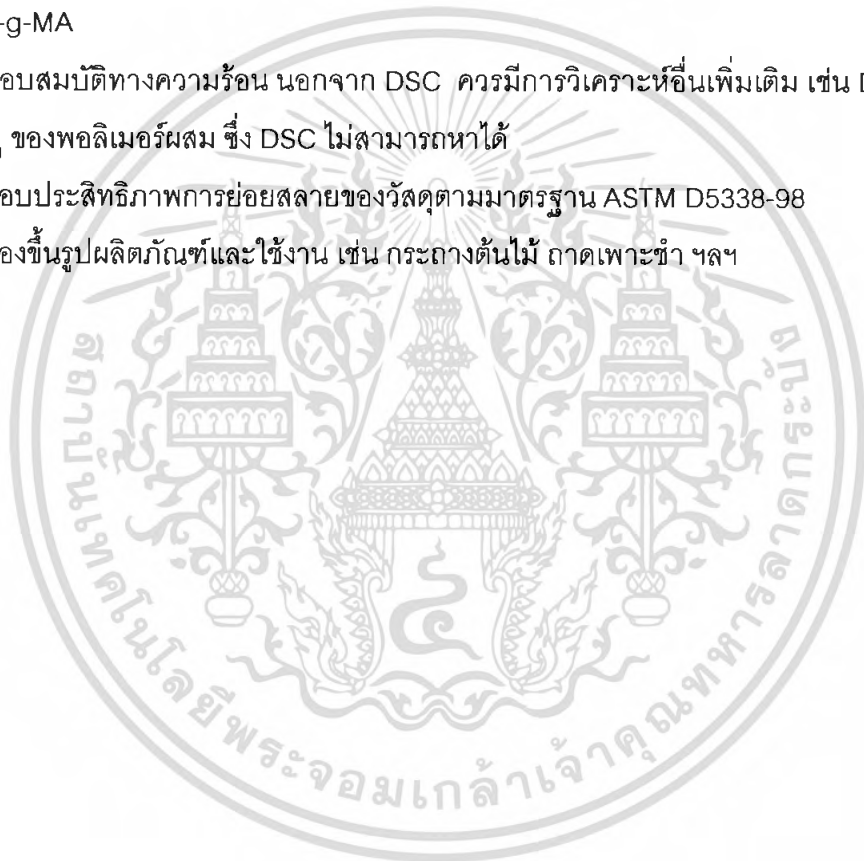 -g-MA
อบสมบัติทางความร้อน นอกจาก DSC ควรมีการวิเคราะห์อื่นเพิ่มเติม เช่น
ของพอลิเมอร์ผสม ซึ่ง DSC ไม่สามารถหาได้
อบประสิทธิภาพการย่อยสลายของวัสดุตามมาตรฐาน ASTM D5338-98
องขึ้นรูปผลิตภัณฑ์และใช้งาน เช่น กระถางต้นไม้ ถาดเพาะชำ ฯลฯ
สถาบันเทคโนโลยีพระจอมเกล้าเจ้าคุณทหารลาดกระบัง